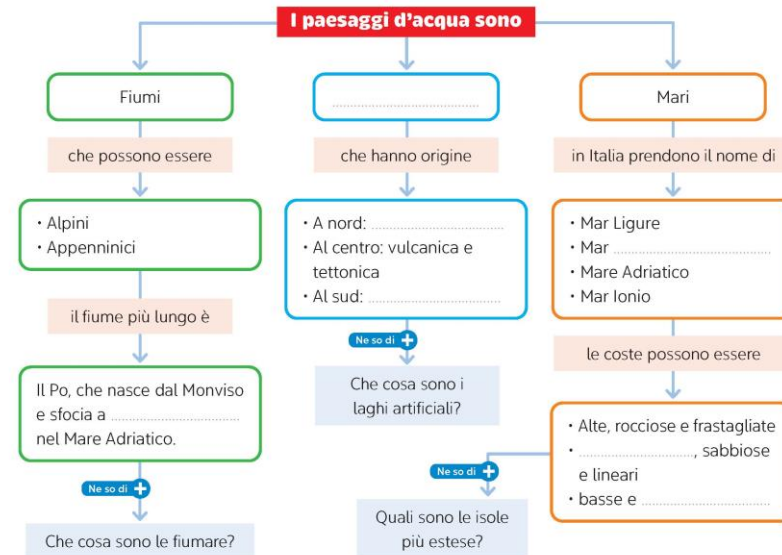 I paesaggi d'acqua sono
Fiumi
che possono essere
• Alpini
• Appenninici
il fiume più lungo è
Il Po, che nasce dal Monviso
e sfocia a ........................................
nel Mare Adriatico.
Ne so di +
Che cosa sono le fiumare?
........................................
che hanno origine
• A nord: ........................................
• Al centro: vulcanica e
tettonica
• Al sud: ........................................
Ne so di +
Che cosa sono i
laghi artificiali?
Mari
in Italia prendono il nome di
• Mar Ligure
• Mar ........................................
• Mare Adriatico
• Mar Ionio
le coste possono essere
• Alte, rocciose e frastagliate
• ................................, sabbiose
e lineari
• basse e ........................................
Ne so di +
Quali sono le isole
più estese?